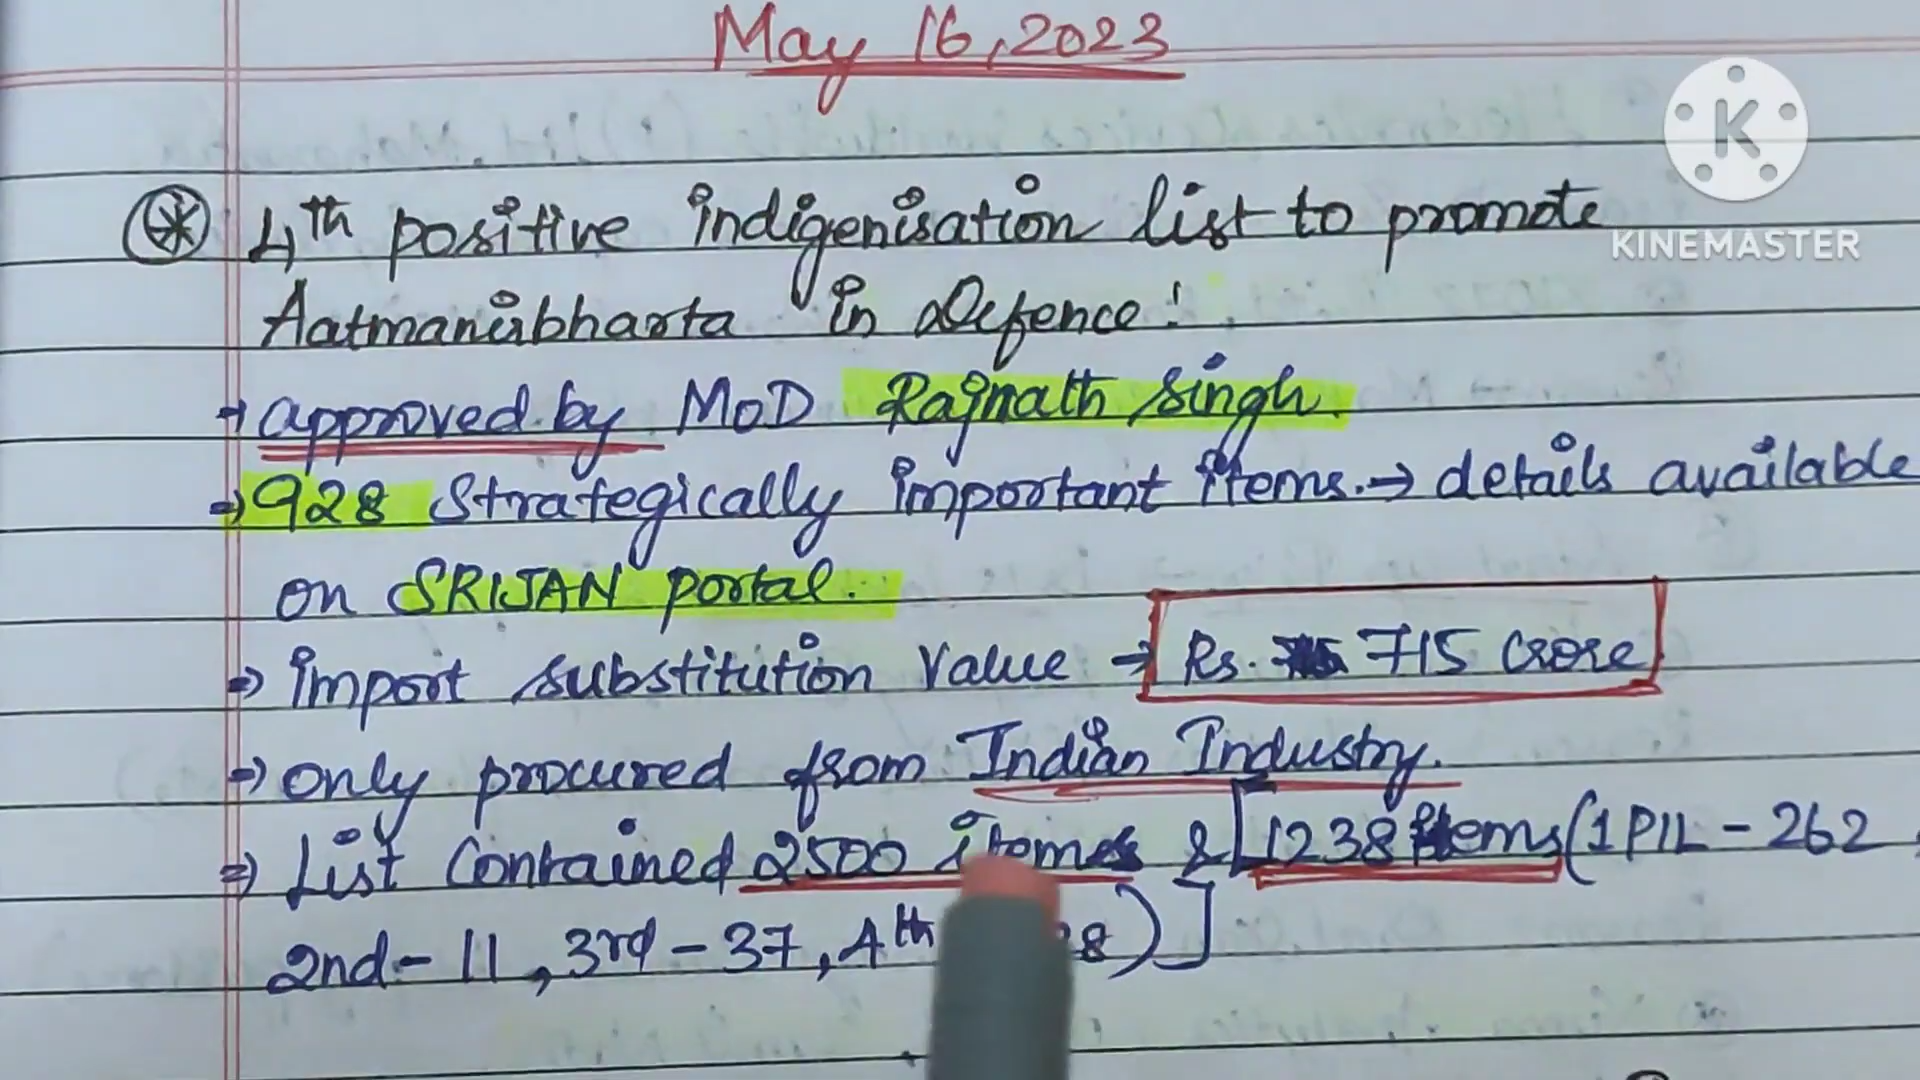 May 16, 2023
K
KINEMASTER
4th positive indigenisation list to promote
Aatmanirbharta in Defence:
→ approved by MoD Rajnath Singh.
⇒ 928 Strategically important items. → details available
on SRIJAN portal.
⇒ import substitution value → Rs. 715 crore
⇒ only procured from Indian Industry.
⇒ List contained 2500 items & [1238 items (1 PIL - 262,
2nd - 11, 3rd - 37, 4th 28)]